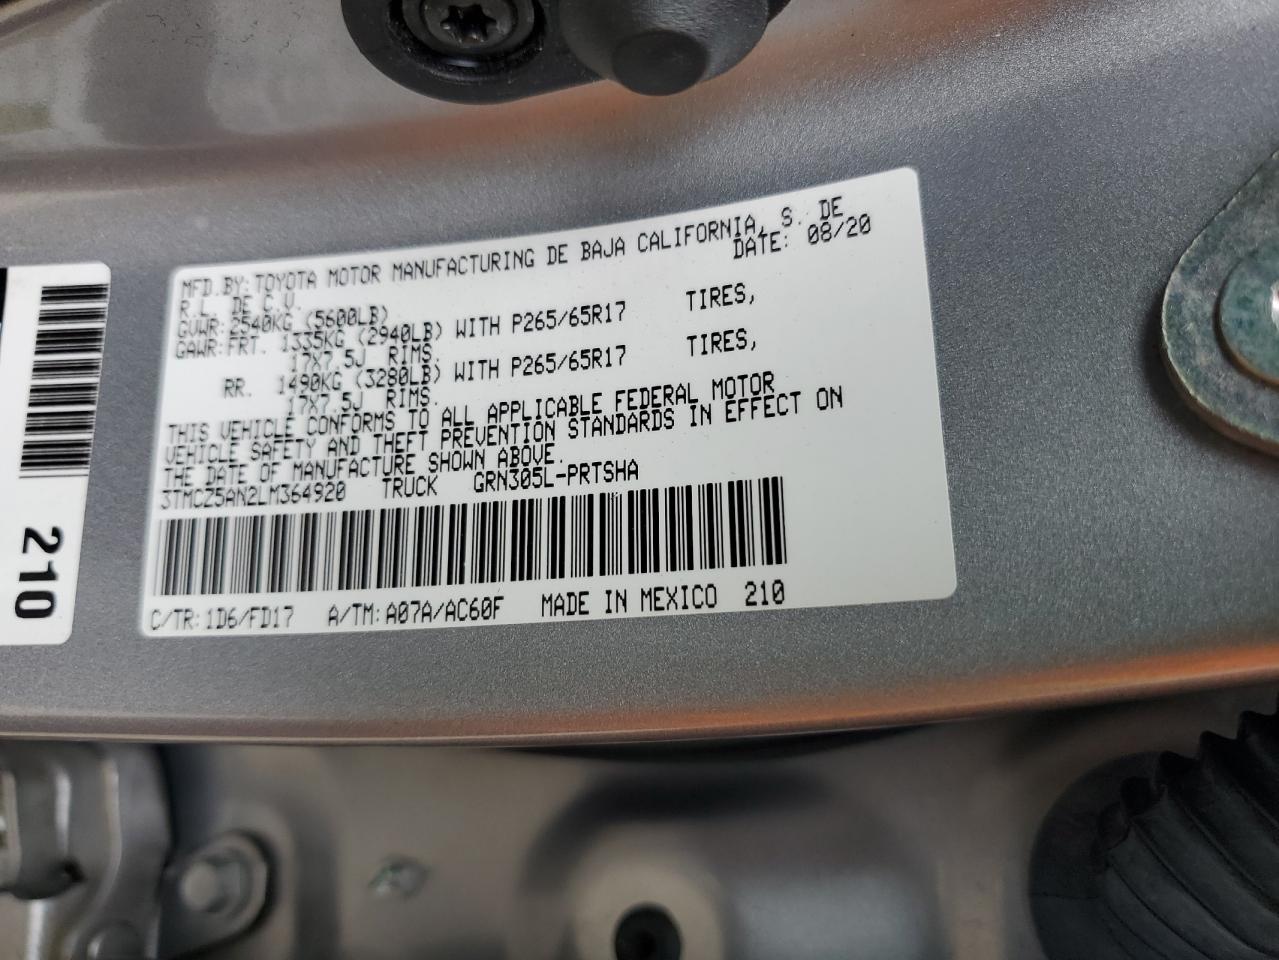 MFD.BY: TOYOTA MOTOR MANUFACTURING DE BAJA CALIFORNIA, S. DE
R.L. DE C.V. DATE: 08/20
GVWR: 2540KG (5600LB)
GAWR: FRT. 1335KG (2940LB) WITH P265/65R17 TIRES,
17X7.5J RIMS.
RR. 1490KG (3280LB) WITH P265/65R17 TIRES,
17X7.5J RIMS.
THIS VEHICLE CONFORMS TO ALL APPLICABLE FEDERAL MOTOR
VEHICLE SAFETY AND THEFT PREVENTION STANDARDS IN EFFECT ON
THE DATE OF MANUFACTURE SHOWN ABOVE.
3TMCZ5AN2LM364920 TRUCK GRN305L-PRTSHA
C/TR: 1D6/FD17 A/TM: A07A/AC60F MADE IN MEXICO 210
210